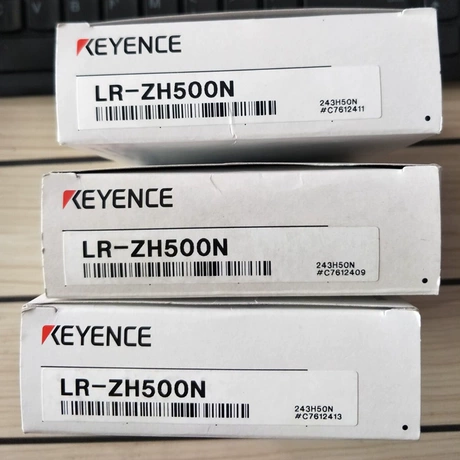 KEYENCE
LR-ZH500N
243H50N
#C7612411
KEYENCE
LR-ZH500N
243H50N
#C7612409
KEYENCE
LR-ZH500N
243H50N
#C7612413